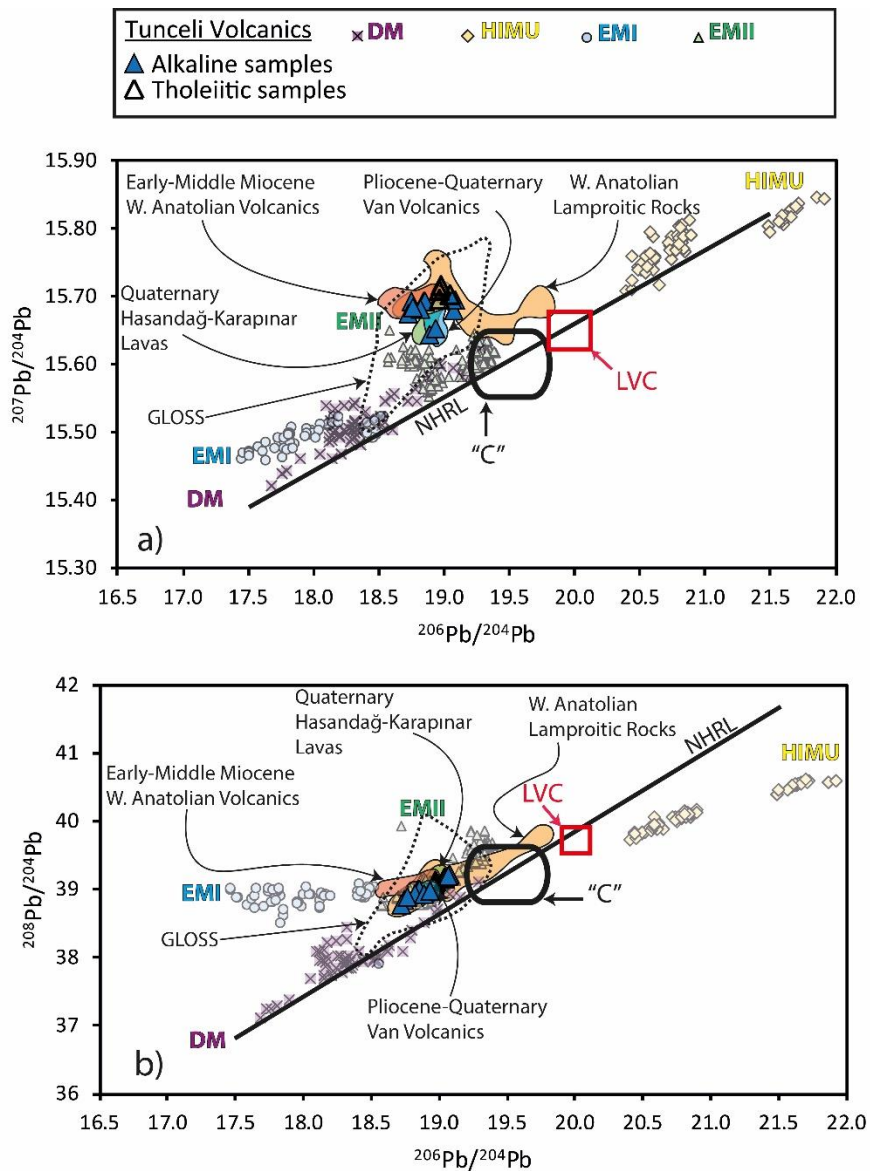 Tunceli Volcanics DM HIMU EMI EMII
Alkaline samples
Tholeiitic samples
15.90
15.80
15.70
15.60
15.50
15.40
15.30
²⁰⁷Pb/²⁰⁴Pb
Early-Middle Miocene
W. Anatolian Volcanics
Pliocene-Quaternary
Van Volcanics
W. Anatolian
Lamproitic Rocks
HIMU
Quaternary
Hasandağ-Karapınar
Lavas
EMII
GLOSS
NHRL
LVC
"C"
EMI
DM
a)
16.5 17.0 17.5 18.0 18.5 19.0 19.5 20.0 20.5 21.0 21.5 22.0
²⁰⁶Pb/²⁰⁴Pb
42
41
40
39
38
37
36
²⁰⁸Pb/²⁰⁴Pb
Quaternary
Hasandağ-Karapınar
Lavas
W. Anatolian
Lamproitic Rocks
NHRL
HIMU
Early-Middle Miocene
W. Anatolian Volcanics
EMII
LVC
EMI
"C"
GLOSS
Pliocene-Quaternary
Van Volcanics
DM
b)
16.5 17.0 17.5 18.0 18.5 19.0 19.5 20.0 20.5 21.0 21.5 22.0
²⁰⁶Pb/²⁰⁴Pb